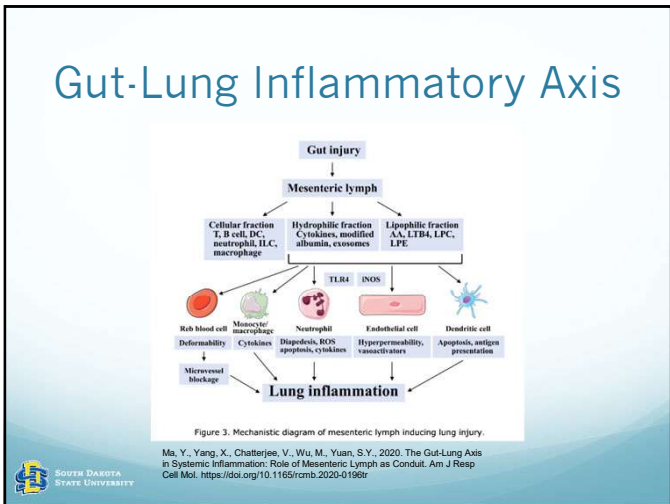 Gut-Lung Inflammatory Axis
Gut injury
Mesenteric lymph
Cellular fraction
T, B cell, DC,
neutrophil, ILC,
macrophage
Hydrophilic fraction
Cytokines, modified
albumin, exosomes
Lipophilic fraction
AA, LTB4, LPC,
LPE
TLR4
iNOS
Reb blood cell
Monocyte/
macrophage
Neutrophil
Endothelial cell
Dendritic cell
Deformability
Cytokines
Diapedesis, ROS
apoptosis, cytokines
Hyperpermeability,
vasoactivators
Apoptosis, antigen
presentation
Microvessel
blockage
Lung inflammation
Figure 3. Mechanistic diagram of mesenteric lymph inducing lung injury.
Ma, Y., Yang, X., Chatterjee, V., Wu, M., Yuan, S.Y., 2020. The Gut-Lung Axis
in Systemic Inflammation: Role of Mesenteric Lymph as Conduit. Am J Resp
Cell Mol. https://doi.org/10.1165/rcmb.2020-0196tr
SOUTH DAKOTA
STATE UNIVERSITY